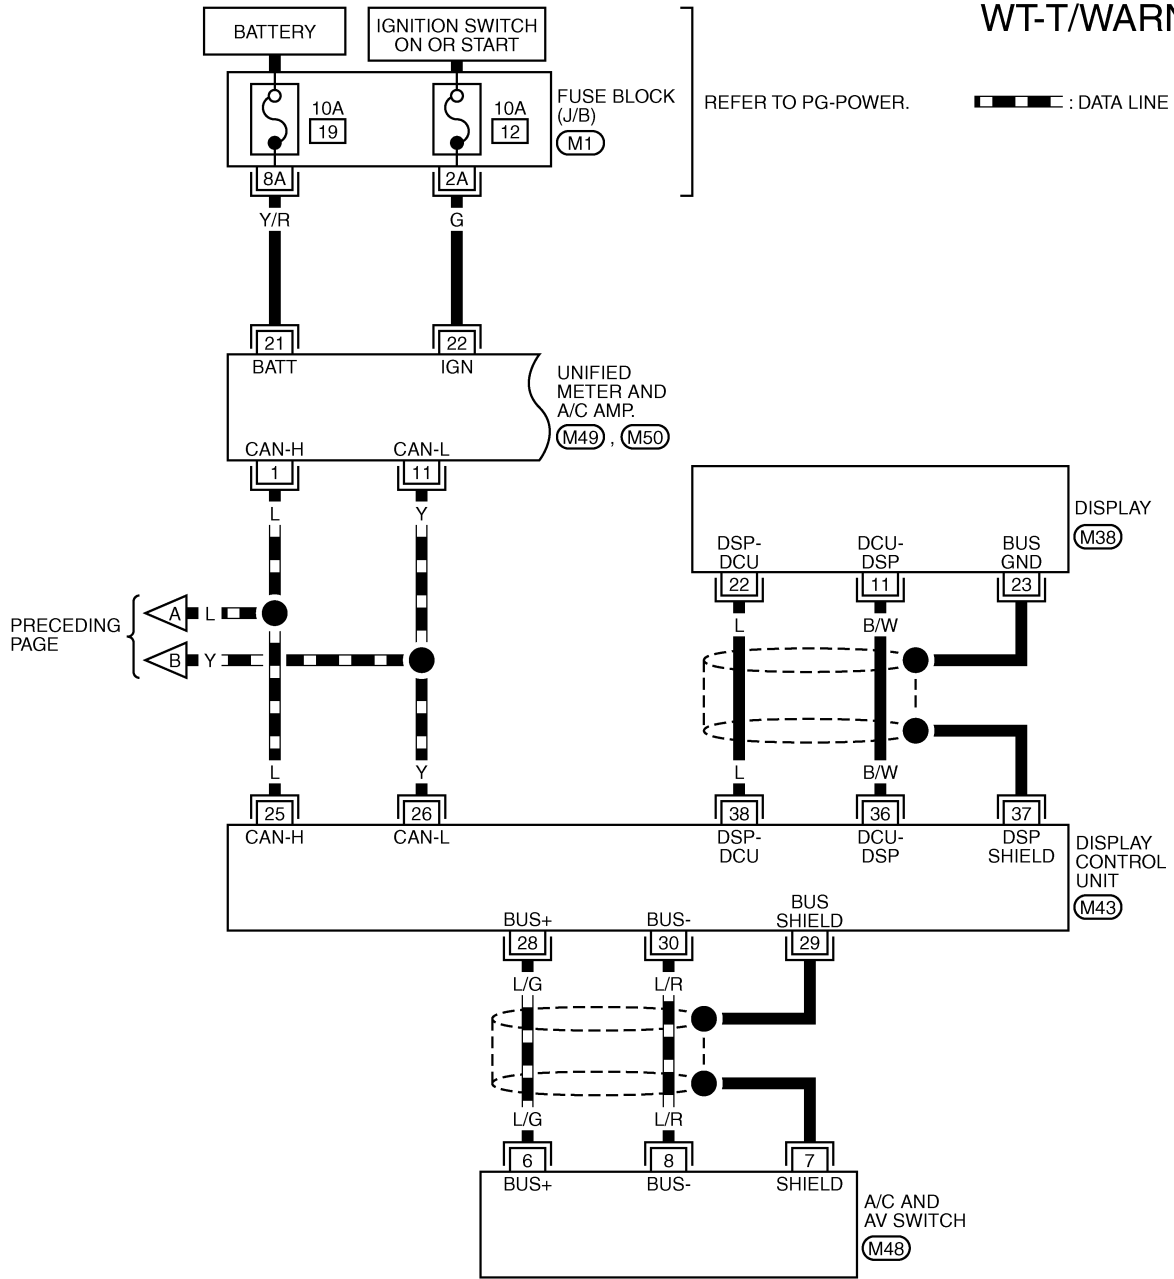 WT-T/WARN
BATTERY
IGNITION SWITCH
ON OR START
10A
19
10A
12
FUSE BLOCK
(J/B)
M1
REFER TO PG-POWER.
: DATA LINE
8A
2A
Y/R
G
21
22
BATT
IGN
UNIFIED
METER AND
A/C AMP.
M49 , M50
CAN-H
CAN-L
1
11
L
Y
PRECEDING
PAGE
A
L
B
Y
L
Y
25
26
CAN-H
CAN-L
DISPLAY
M38
DSP-
DCU
DCU-
DSP
BUS
GND
22
11
23
L
B/W
L
B/W
38
36
37
DSP-
DCU
DCU-
DSP
DSP
SHIELD
DISPLAY
CONTROL
UNIT
M43
BUS+
BUS-
BUS
SHIELD
28
30
29
L/G
L/R
L/G
L/R
6
8
7
BUS+
BUS-
SHIELD
A/C AND
AV SWITCH
M48